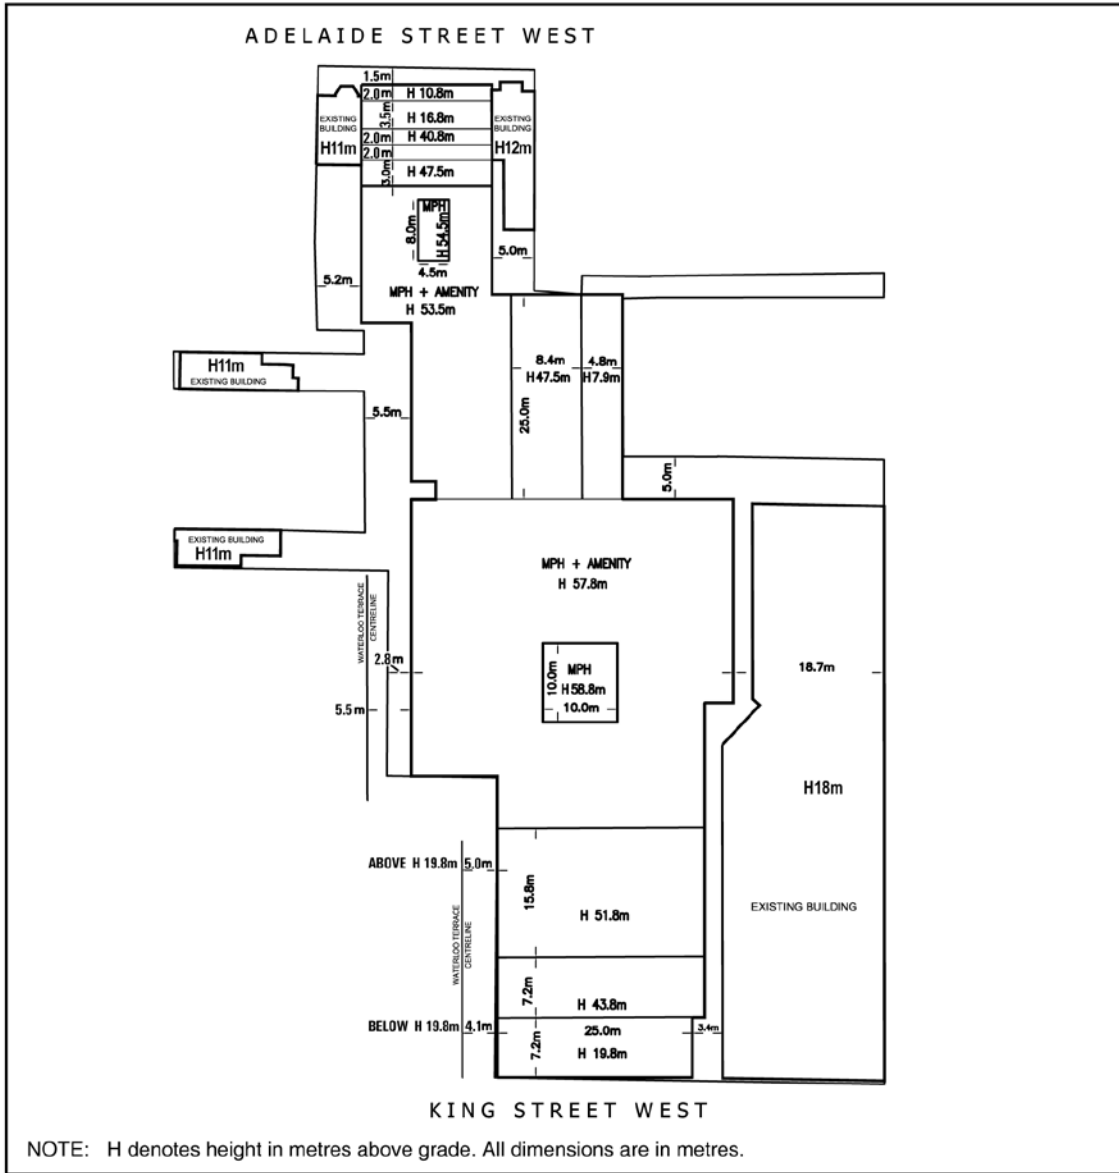 ADELAIDE STREET WEST
1.5m
2.0m
H 10.8m
3.5m
H 16.8m
2.0m
H 40.8m
2.0m
3.0m
H 47.5m
EXISTING
BUILDING
H11m
EXISTING
BUILDING
H12m
MPH
H 54.5m
8.0m
4.5m
5.0m
5.2m
MPH + AMENITY
H 53.5m
H11m
EXISTING BUILDING
8.4m
H 47.5m
4.8m
H 7.9m
25.0m
5.5m
5.0m
EXISTING BUILDING
H11m
MPH + AMENITY
H 57.8m
WATERLOO TERRACE
CENTRELINE
2.8m
5.5 m
10.0m
MPH
H 58.8m
10.0m
18.7m
H18m
ABOVE H 19.8m
5.0m
15.8m
H 51.8m
EXISTING BUILDING
WATERLOO TERRACE
CENTRELINE
7.2m
H 43.8m
BELOW H 19.8m
4.1m
25.0m
3.4m
7.2m
H 19.8m
KING STREET WEST
NOTE: H denotes height in metres above grade. All dimensions are in metres.